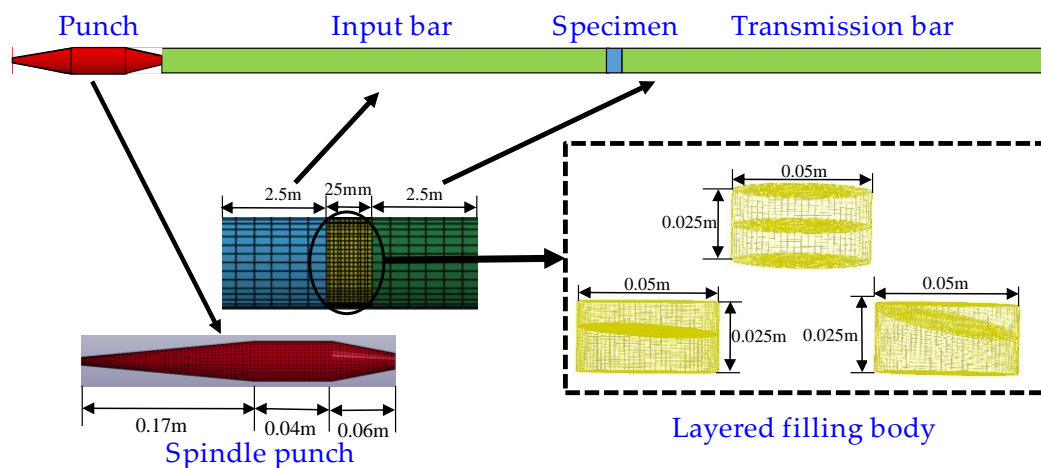 Punch
Input bar
Specimen
Transmission bar
2.5m
25mm
2.5m
0.05m
0.025m
0.05m
0.025m
0.05m
0.025m
0.17m
0.04m
0.06m
Spindle punch
Layered filling body